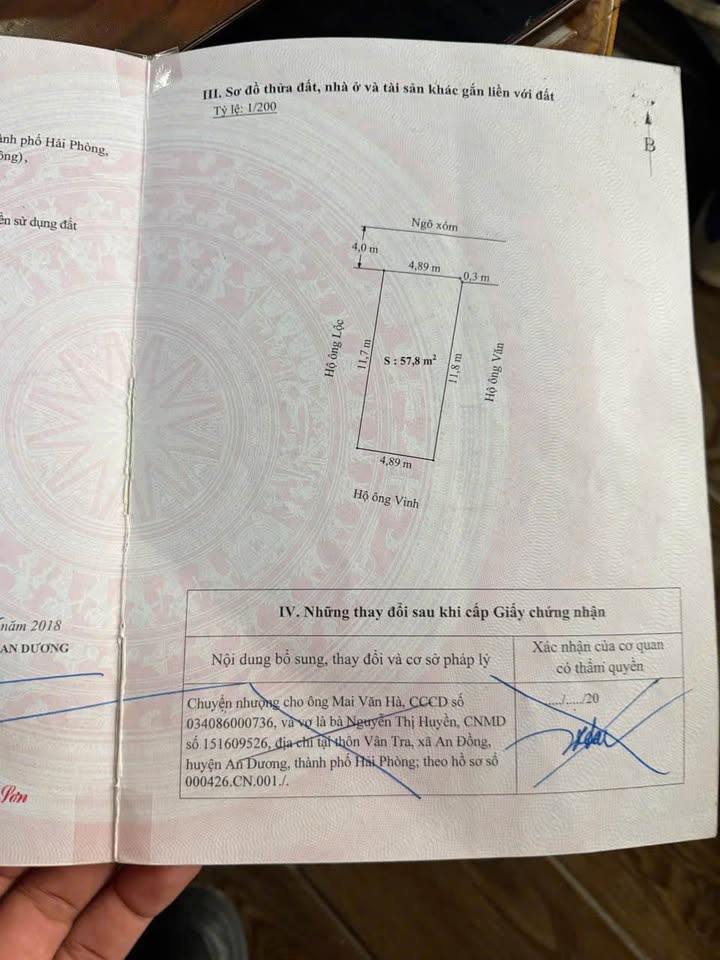 ành phố Hải Phòng,
ông),
ền sử dụng đất
năm 2018
AN DƯƠNG
Sơn
III. Sơ đồ thửa đất, nhà ở và tài sản khác gắn liền với đất
Tỷ lệ: 1/200
B
Ngõ xóm
4,0 m
4,89 m
0,3 m
Hộ ông Lộc
11,7 m
S : 57,8 m²
11,8 m
Hộ ông Văn
4,89 m
Hộ ông Vinh
IV. Những thay đổi sau khi cấp Giấy chứng nhận
Nội dung bổ sung, thay đổi và cơ sở pháp lý
Xác nhận của cơ quan
có thẩm quyền
Chuyển nhượng cho ông Mai Văn Hà, CCCD số
034086000736, và vợ là bà Nguyễn Thị Huyền, CNMD
số 151609526, địa chỉ tại thôn Vân Tra, xã An Đồng,
huyện An Dương, thành phố Hải Phòng; theo hồ sơ số
000426.CN.001./.
...../...../20